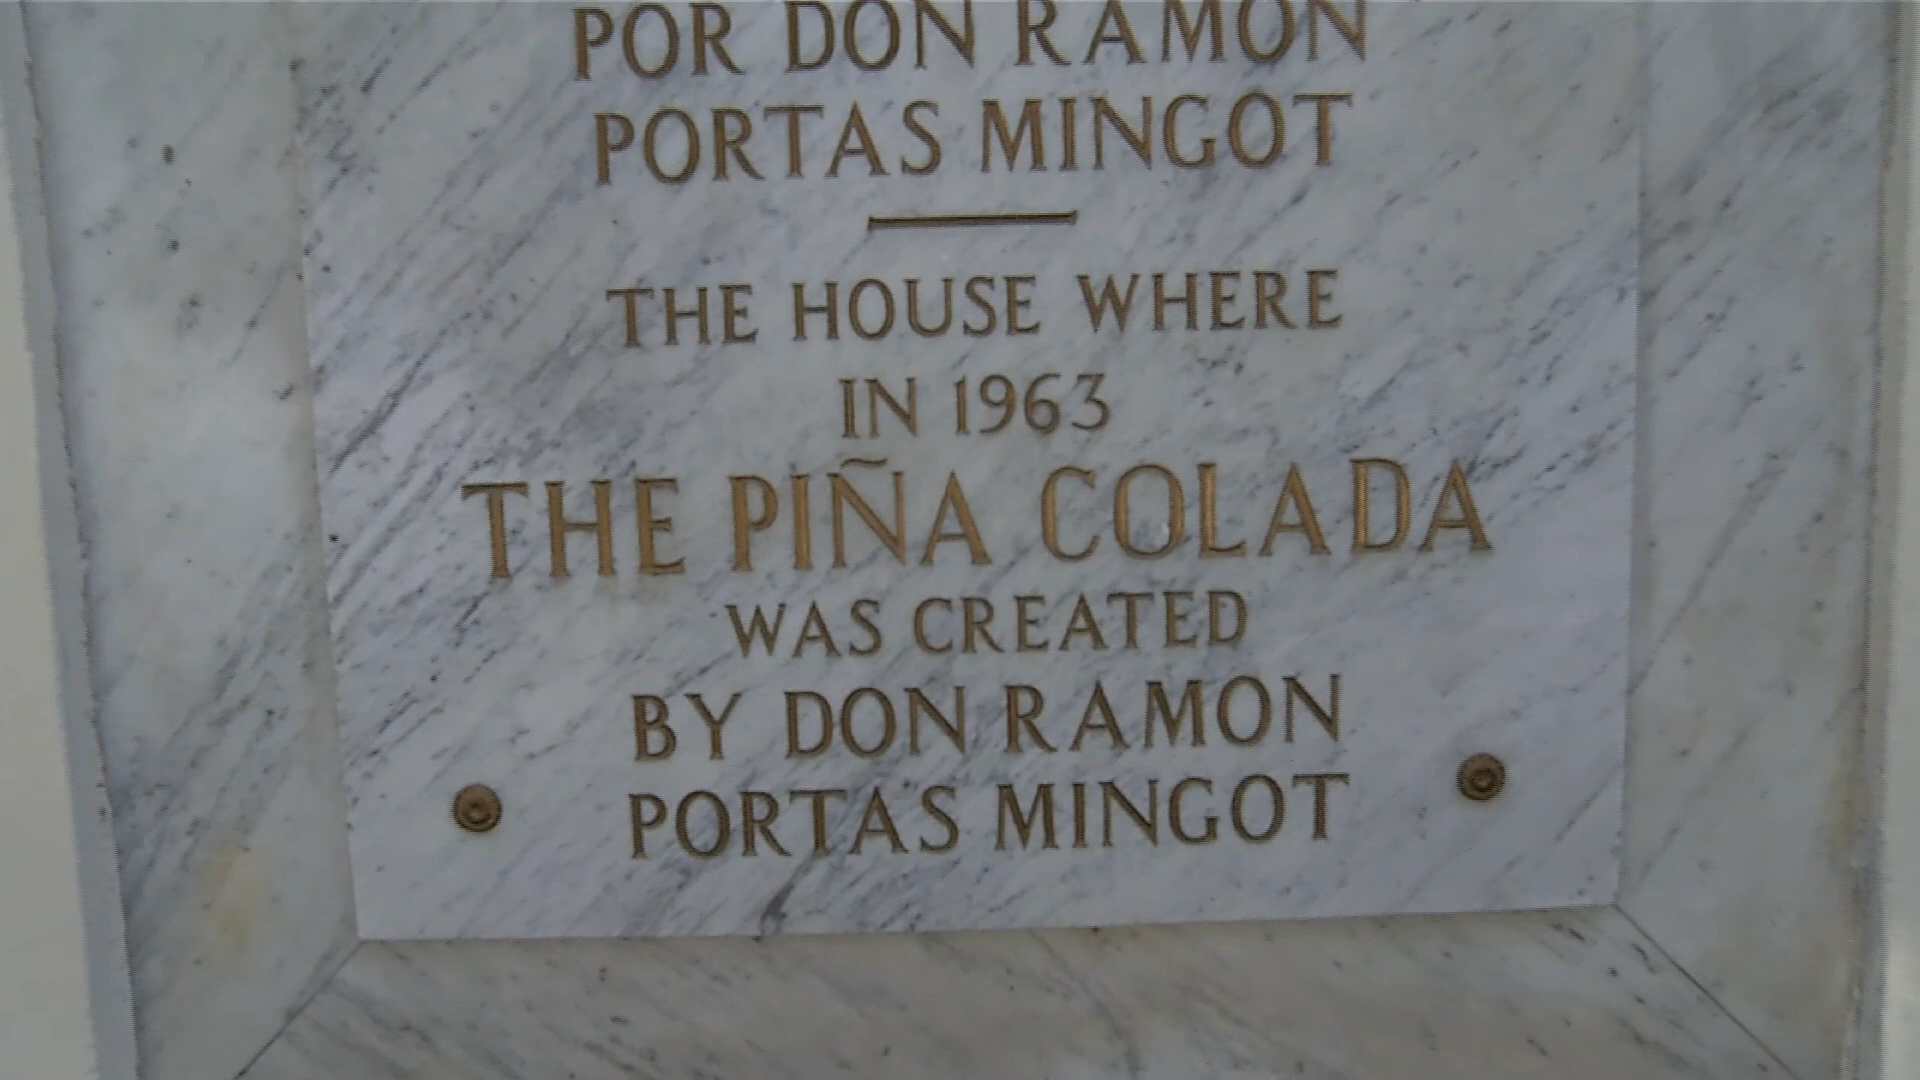 POR DON RAMON
PORTAS MINGOT
THE HOUSE WHERE
IN 1963
THE PIÑA COLADA
WAS CREATED
BY DON RAMON
PORTAS MINGOT